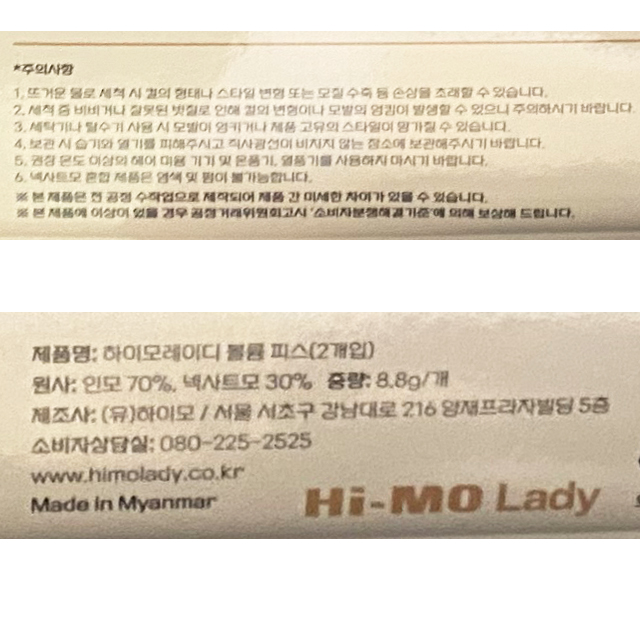 *주의사항
1. 뜨거운 물로 세척 시 컬의 형태나 스타일 변형 또는 모질 수축 등 손상을 초래할 수 있습니다.
2. 세척 중 비비거나 잘못된 빗질로 인해 컬의 변형이나 모발의 엉킴이 발생할 수 있으니 주의하시기 바랍니다.
3. 세탁기나 탈수기 사용 시 모발이 엉키거나 제품 고유의 스타일이 망가질 수 있습니다.
4. 보관 시 습기와 열기를 피해주시고 직사광선이 비치지 않는 장소에 보관해주시기 바랍니다.
5. 권장 온도 이상의 헤어 미용 기기 및 온풍기, 열풍기를 사용하지 마시기 바랍니다.
6. 넥사트모 혼합 제품은 염색 및 펌이 불가능합니다.
※ 본 제품은 전 공정 수작업으로 제작되어 제품 간 미세한 차이가 있을 수 있습니다.
※ 본 제품에 이상이 있을 경우 공정거래위원회고시 '소비자분쟁해결기준'에 의해 보상해 드립니다.
제품명: 하이모레이디 볼륨 피스(2개입)
원사: 인모 70%, 넥사트모 30% 중량: 8.8g/개
제조사: (유)하이모 / 서울 서초구 강남대로 216 양재프라자빌딩 5층
소비자상담실: 080-225-2525
www.himolady.co.kr
Made in Myanmar
Hi-MO Lady